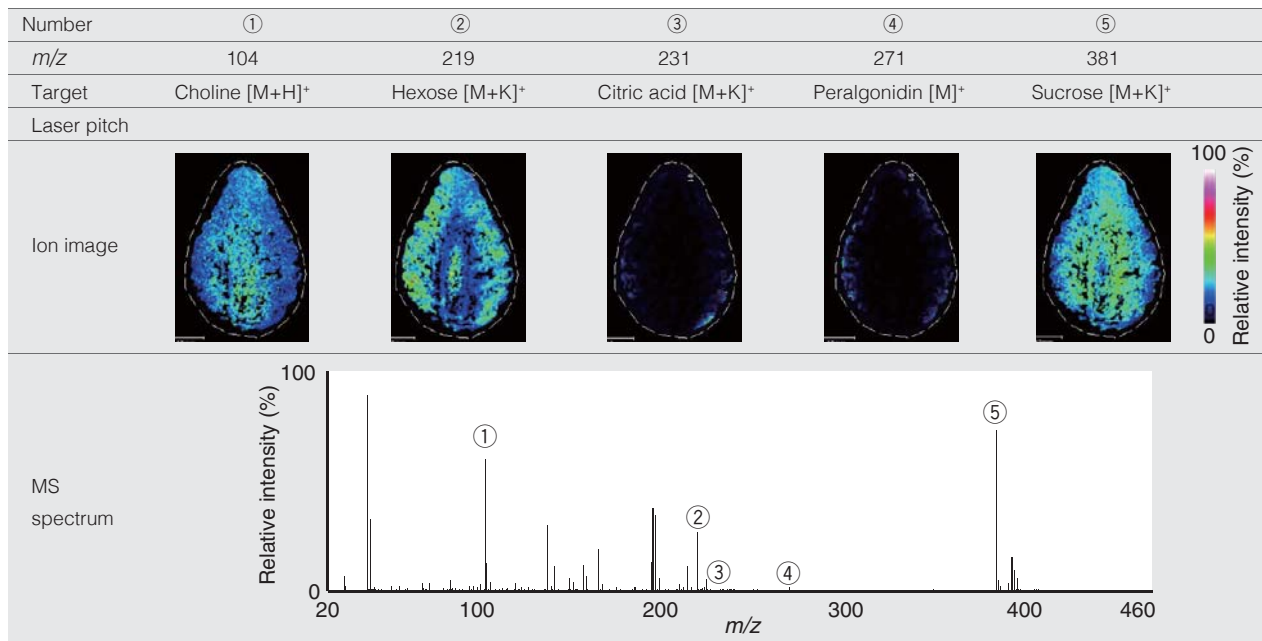 Number ① ② ③ ④ ⑤
m/z 104 219 231 271 381
Target Choline [M+H]⁺ Hexose [M+K]⁺ Citric acid [M+K]⁺ Peralgonidin [M]⁺ Sucrose [M+K]⁺
Laser pitch
Ion image
100
0
Relative intensity (%)
MS
spectrum
Relative intensity (%)
100
0
① ② ③ ④ ⑤
20 100 200 300 400 460
m/z